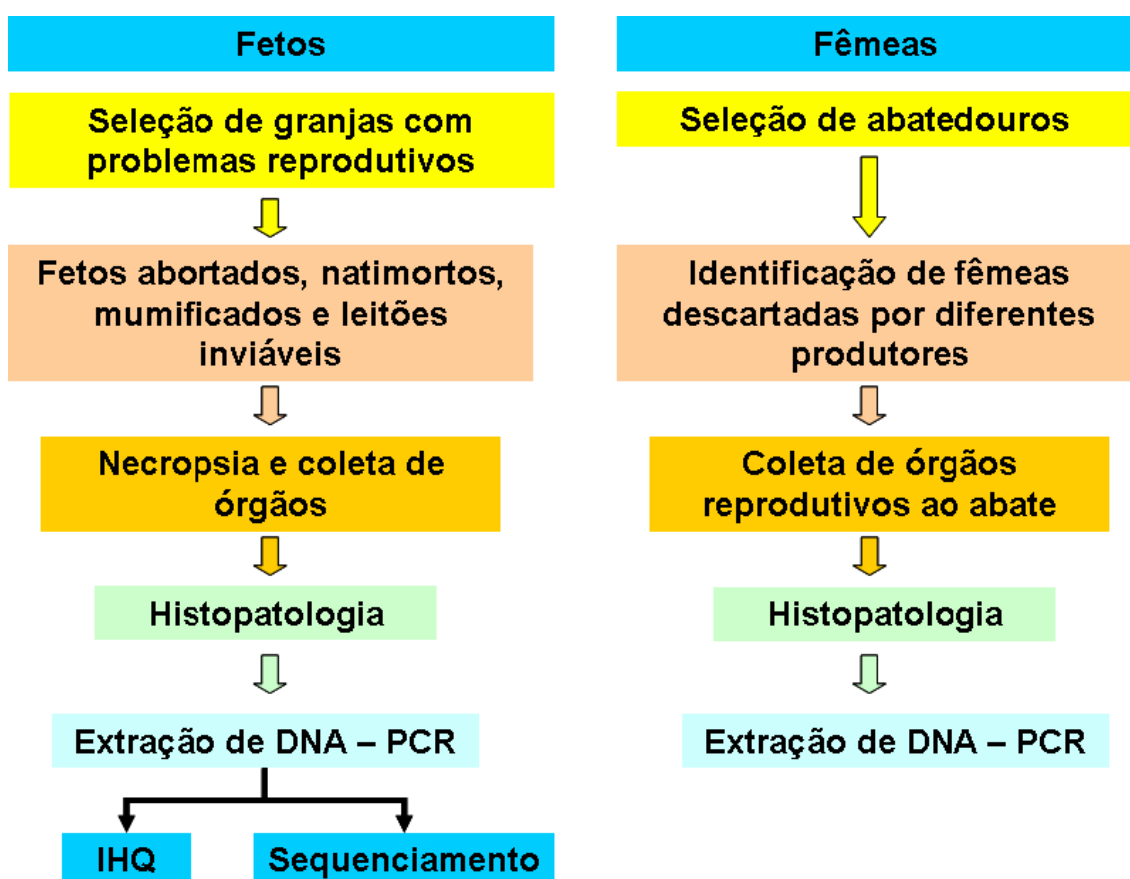 Fetos
Seleção de granjas com
problemas reprodutivos
Fetos abortados, natimortos,
mumificados e leitões
inviáveis
Necropsia e coleta de
órgãos
Histopatologia
Extração de DNA – PCR
IHQ
Sequenciamento
Fêmeas
Seleção de abatedouros
Identificação de fêmeas
descartadas por diferentes
produtores
Coleta de órgãos
reprodutivos ao abate
Histopatologia
Extração de DNA – PCR